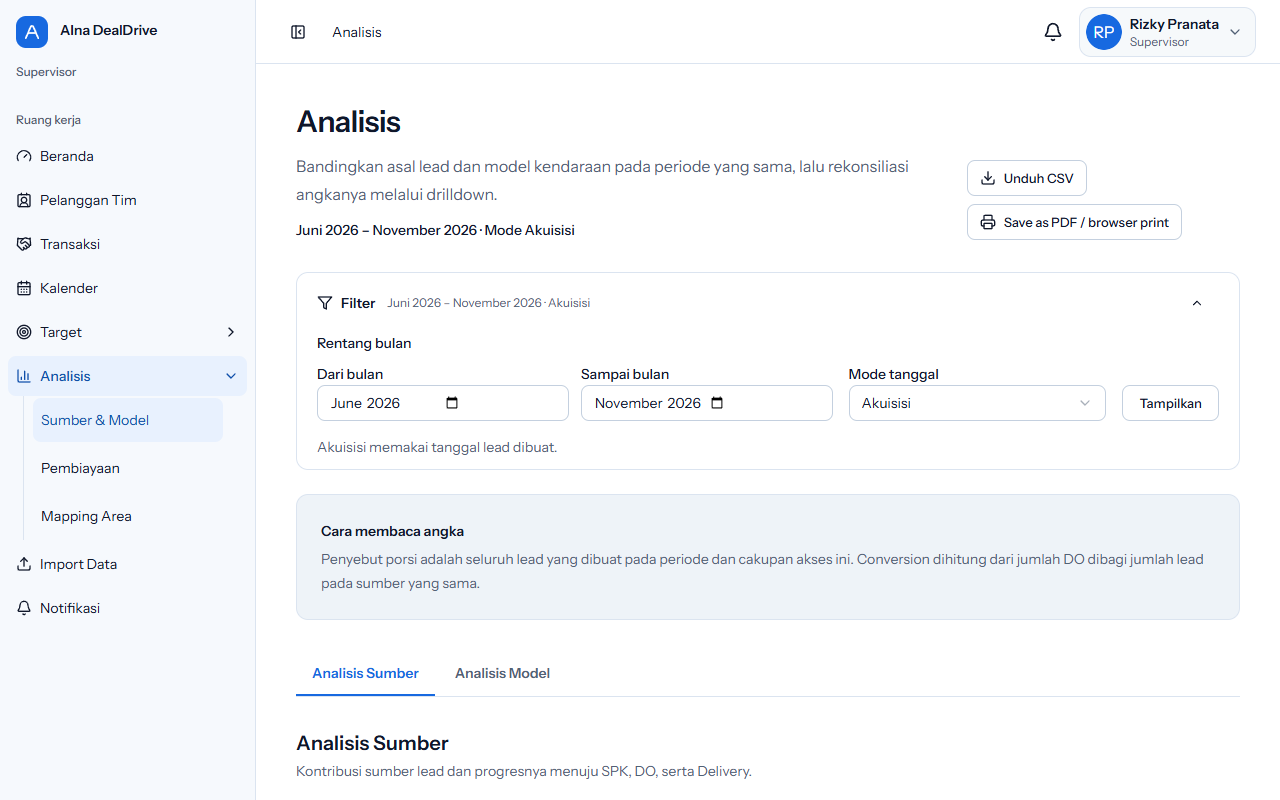 A
AIna DealDrive
Supervisor
Ruang kerja
Beranda
Pelanggan Tim
Transaksi
Kalender
Target
Analisis
Sumber & Model
Pembiayaan
Mapping Area
Import Data
Notifikasi
Analisis
RP
Rizky Pranata
Supervisor
Analisis
Bandingkan asal lead dan model kendaraan pada periode yang sama, lalu rekonsiliasi
angkanya melalui drilldown.
Juni 2026 – November 2026 · Mode Akuisisi
Unduh CSV
Save as PDF / browser print
Filter Juni 2026 – November 2026 · Akuisisi
Rentang bulan
Dari bulan Sampai bulan Mode tanggal
June 2026 November 2026 Akuisisi Tampilkan
Akuisisi memakai tanggal lead dibuat.
Cara membaca angka
Penyebut porsi adalah seluruh lead yang dibuat pada periode dan cakupan akses ini. Conversion dihitung dari jumlah DO dibagi jumlah lead
pada sumber yang sama.
Analisis Sumber Analisis Model
Analisis Sumber
Kontribusi sumber lead dan progresnya menuju SPK, DO, serta Delivery.